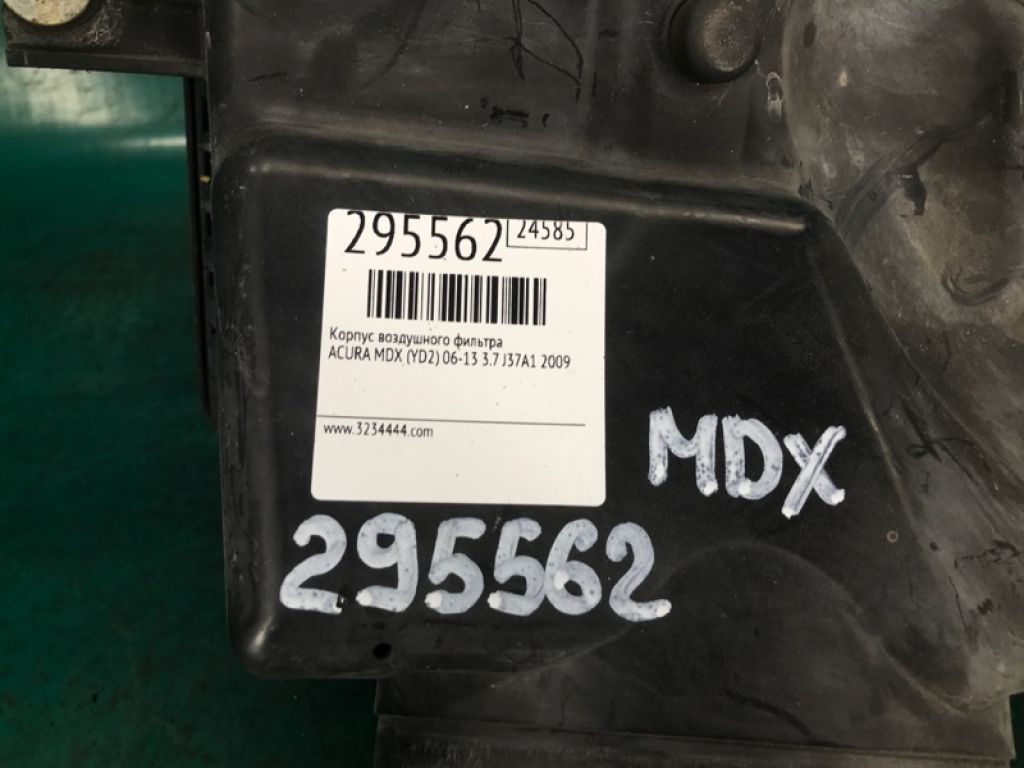 295562
24585
Корпус воздушного фильтра
ACURA MDX (YD2) 06-13 3.7 J37A1 2009
www.3234444.com
MDX
295562